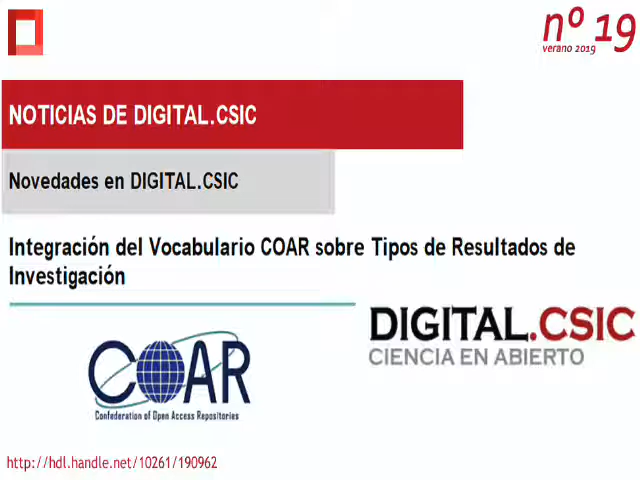 nº 19
verano 2019
NOTICIAS DE DIGITAL.CSIC
Novedades en DIGITAL.CSIC
Integración del Vocabulario COAR sobre Tipos de Resultados de
Investigación
DIGITAL.CSIC
CIENCIA EN ABIERTO
COAR
Confederation of Open Access Repositories
http://hdl.handle.net/10261/190962